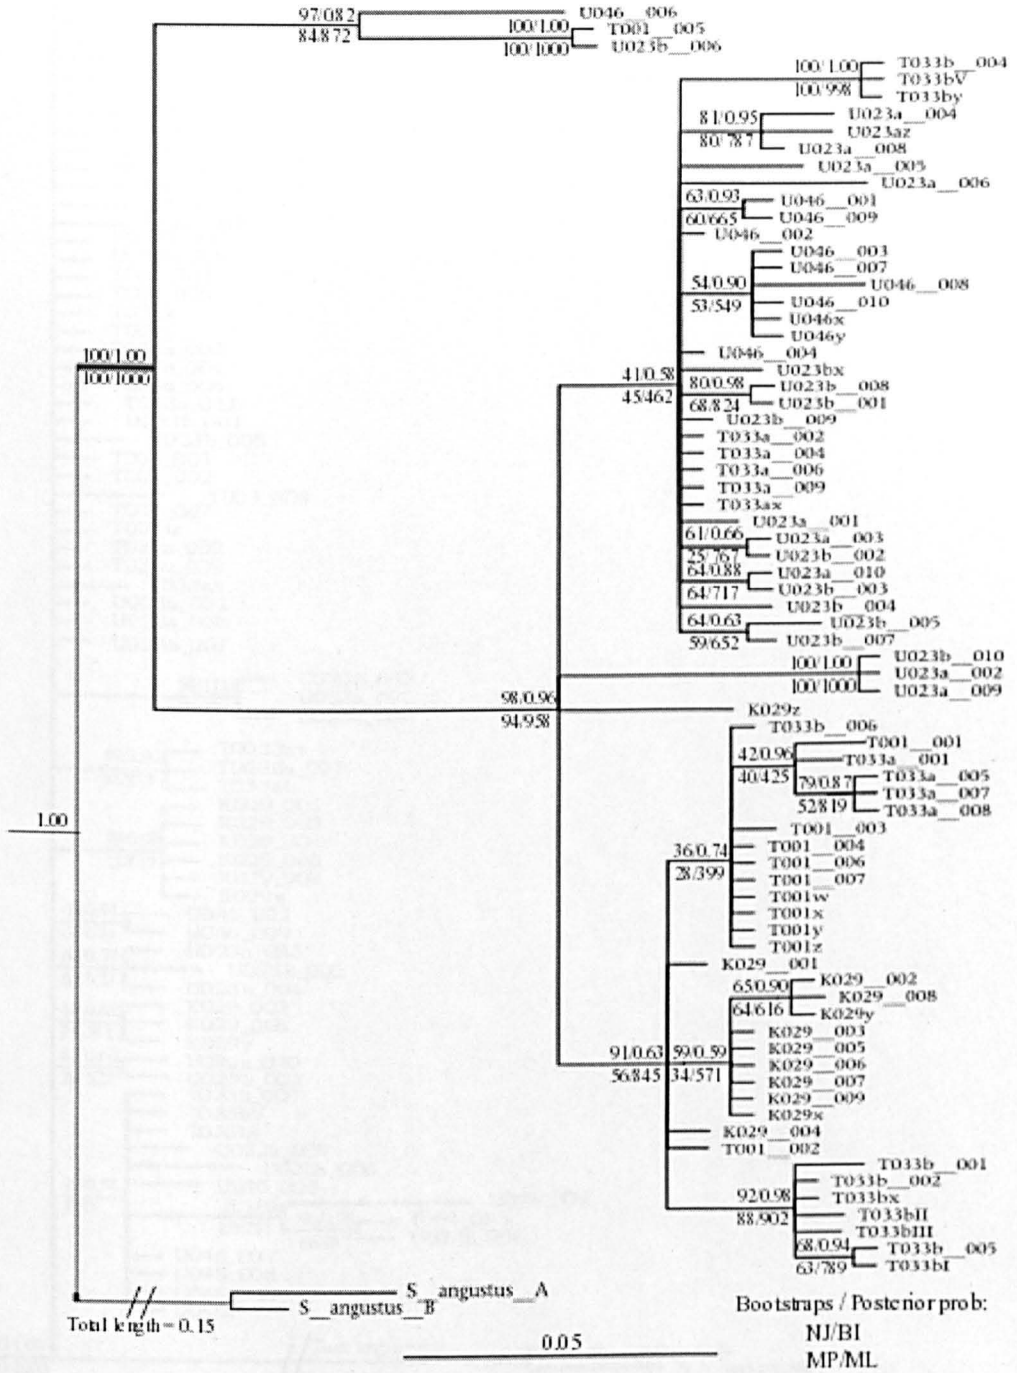 97/0.82
84/872
U046__006
100/1.00
T001__005
100/1000
U023b__006
100/1.00
T033b__004
100/998
T033bV
T033by
81/0.95
U023a__004
80/787
U023az
U023a__008
U023a__005
U023a__006
63/0.93
U046__001
60/665
U046__009
U046__002
U046__003
U046__007
54/0.90
U046__008
53/549
U046__010
U046x
U046y
100/1.00
100/1000
U046__004
41/0.58
U023bx
45/462
80/0.98
U023b__008
68/824
U023b__001
U023b__009
T033a__002
T033a__004
T033a__006
T033a__009
T033ax
U023a__001
61/0.66
U023a__003
25/767
U023b__002
64/0.88
U023a__010
64/717
U023b__003
U023b__004
64/0.63
U023b__005
59/652
U023b__007
100/1.00
U023b__010
100/1000
U023a__002
U023a__009
98/0.96
94/958
K029z
T033b__006
42/0.96
T001__001
40/425
T033a__001
79/0.87
T033a__005
T033a__007
52819
T033a__008
1.00
T001__003
36/0.74
T001__004
28/399
T001__006
T001__007
T001w
T001x
T001y
T001z
K029__001
65/0.90
K029__002
64/616
K029__008
K029y
K029__003
K029__005
91/0.63
59/0.59
K029__006
56/845
34/571
K029__007
K029__009
K029x
K029__004
T001__002
T033b__001
92/0.98
T033b__002
88/902
T033bx
T033bII
T033bIII
68/0.94
T033b__005
63/789
T033bI
S__angustus__A
S__angustus__B
Total length = 0.15
0.05
Bootstraps / Posterior prob:
NJ/BI
MP/ML